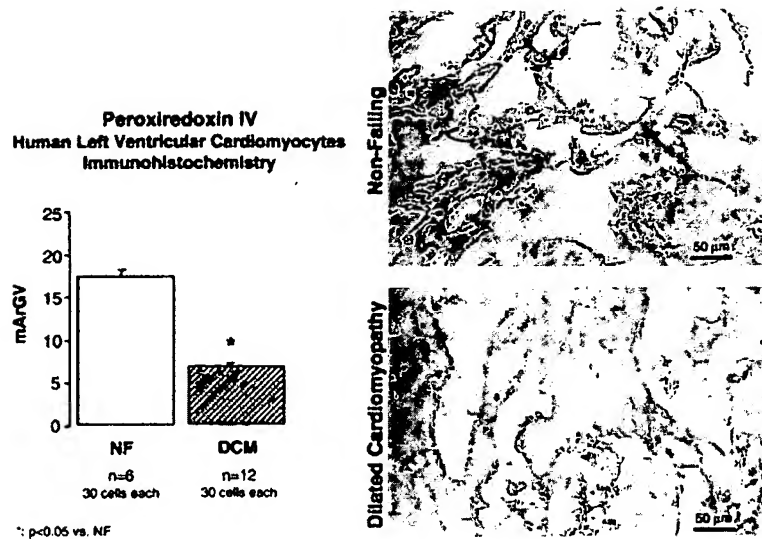 Peroxiredoxin IV
Human Left Ventricular Cardiomyocytes
Immunohistochemistry
mArGV
25
20
15
10
5
0
*
NF
DCM
n=6
30 cells each
n=12
30 cells each
*: p<0.05 vs. NF
Non-Failing
50 µm
Dilated Cardiomyopathy
50 µm